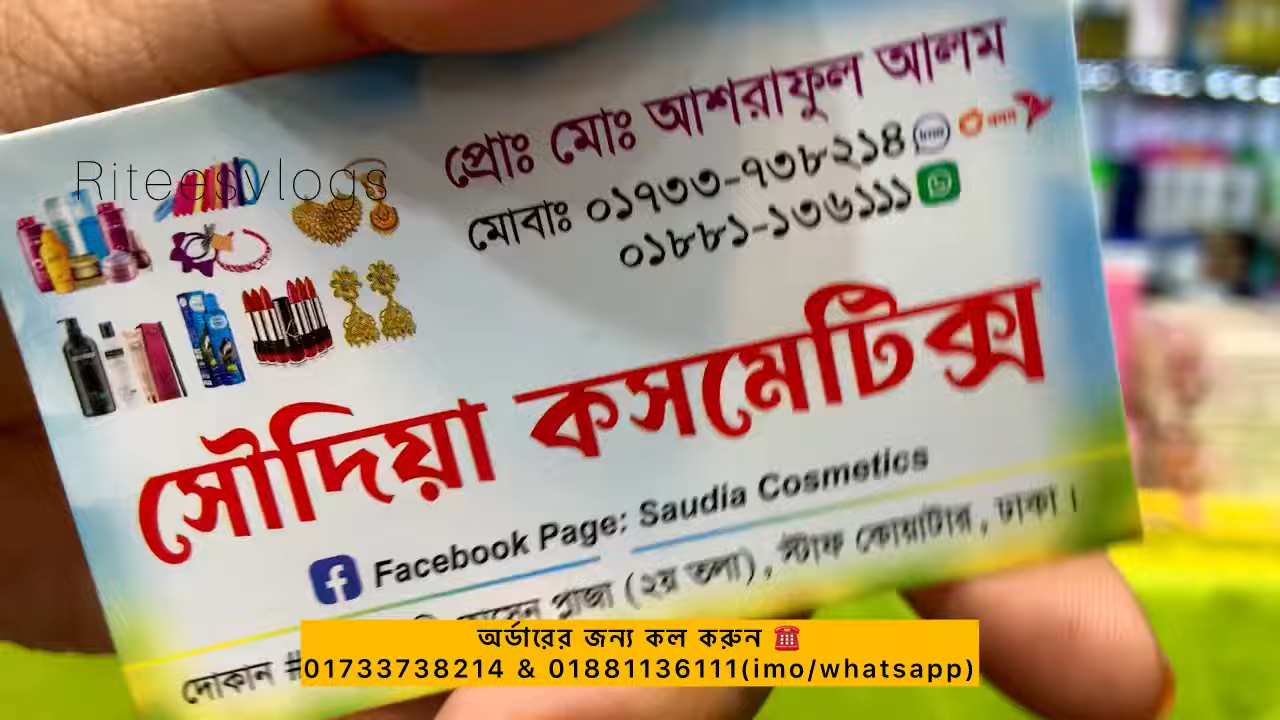 প্রোঃ মোঃ আশরাফুল আলম
মোবাঃ ০১৭৩৩-৭৩৮২১৪ imo
০১৮৮১-১৩৬১১১
Riteesvlogs
সৌদিয়া কসমেটিক্স
Facebook Page: Saudia Cosmetics
দোকান # প্লাজা (২য় তলা), স্টাফ কোয়ার্টার, ঢাকা।
অর্ডারের জন্য কল করুন
01733738214 & 01881136111(imo/whatsapp)